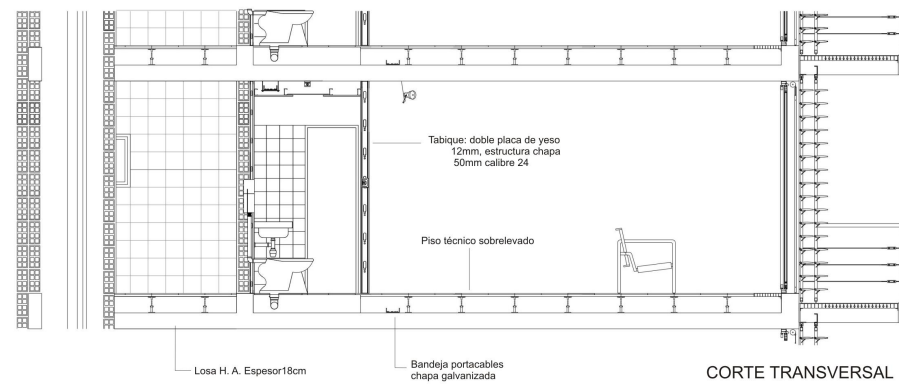 Tabique: doble placa de yeso
12mm, estructura chapa
50mm calibre 24
Piso técnico sobrelevado
Losa H. A. Espesor18cm
Bandeja portacables
chapa galvanizada
CORTE TRANSVERSAL